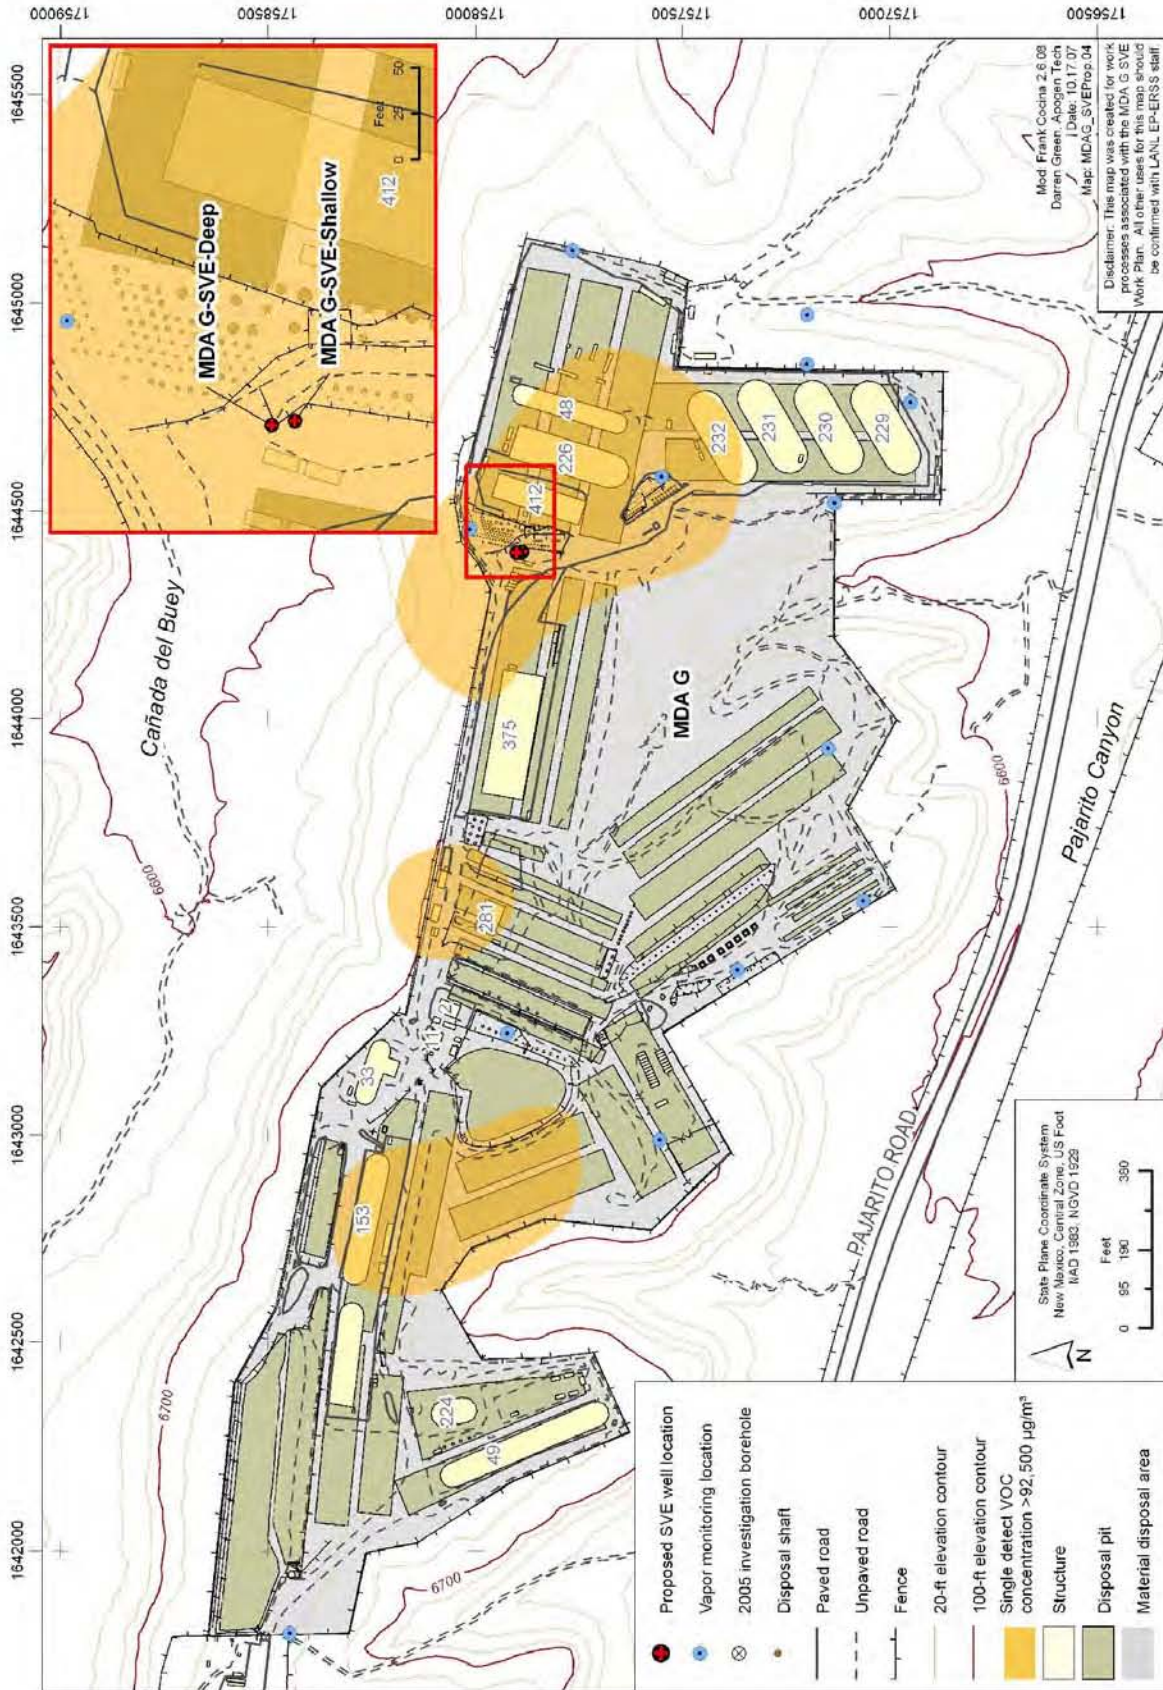 1642000
1642500
1643000
1643500
1644000
1644500
1645000
1645500
1759000
1758500
1758000
1757500
1757000
1756500
Cañada del Buey
MDA G-SVE-Deep
MDA G-SVE-Shallow
412
Feet
0 25 50
6700
6600
153
33
11
2
281
375
412
226
48
232
231
230
229
224
49
MDA G
6700
6600
PAJARITO ROAD
Pajarito Canyon
Proposed SVE well location
Vapor monitoring location
2005 investigation borehole
Disposal shaft
Paved road
Unpaved road
Fence
20-ft elevation contour
100-ft elevation contour
Single detect VOC
concentration >92,500 µg/m³
Structure
Disposal pit
Material disposal area
N
State Plane Coordinate System
New Mexico, Central Zone, US Foot
NAD 1983, NGVD 1929
Feet
0 95 190 380
Mod: Frank Cocina 2.6.08
Darren Green, Apogen Tech
Date: 10.17.07
Map: MDAG_SVEProp.04
Disclaimer: This map was created for work
processes associated with the MDA G SVE
Work Plan. All other uses for this map should
be confirmed with LANL EP-ERSS staff.